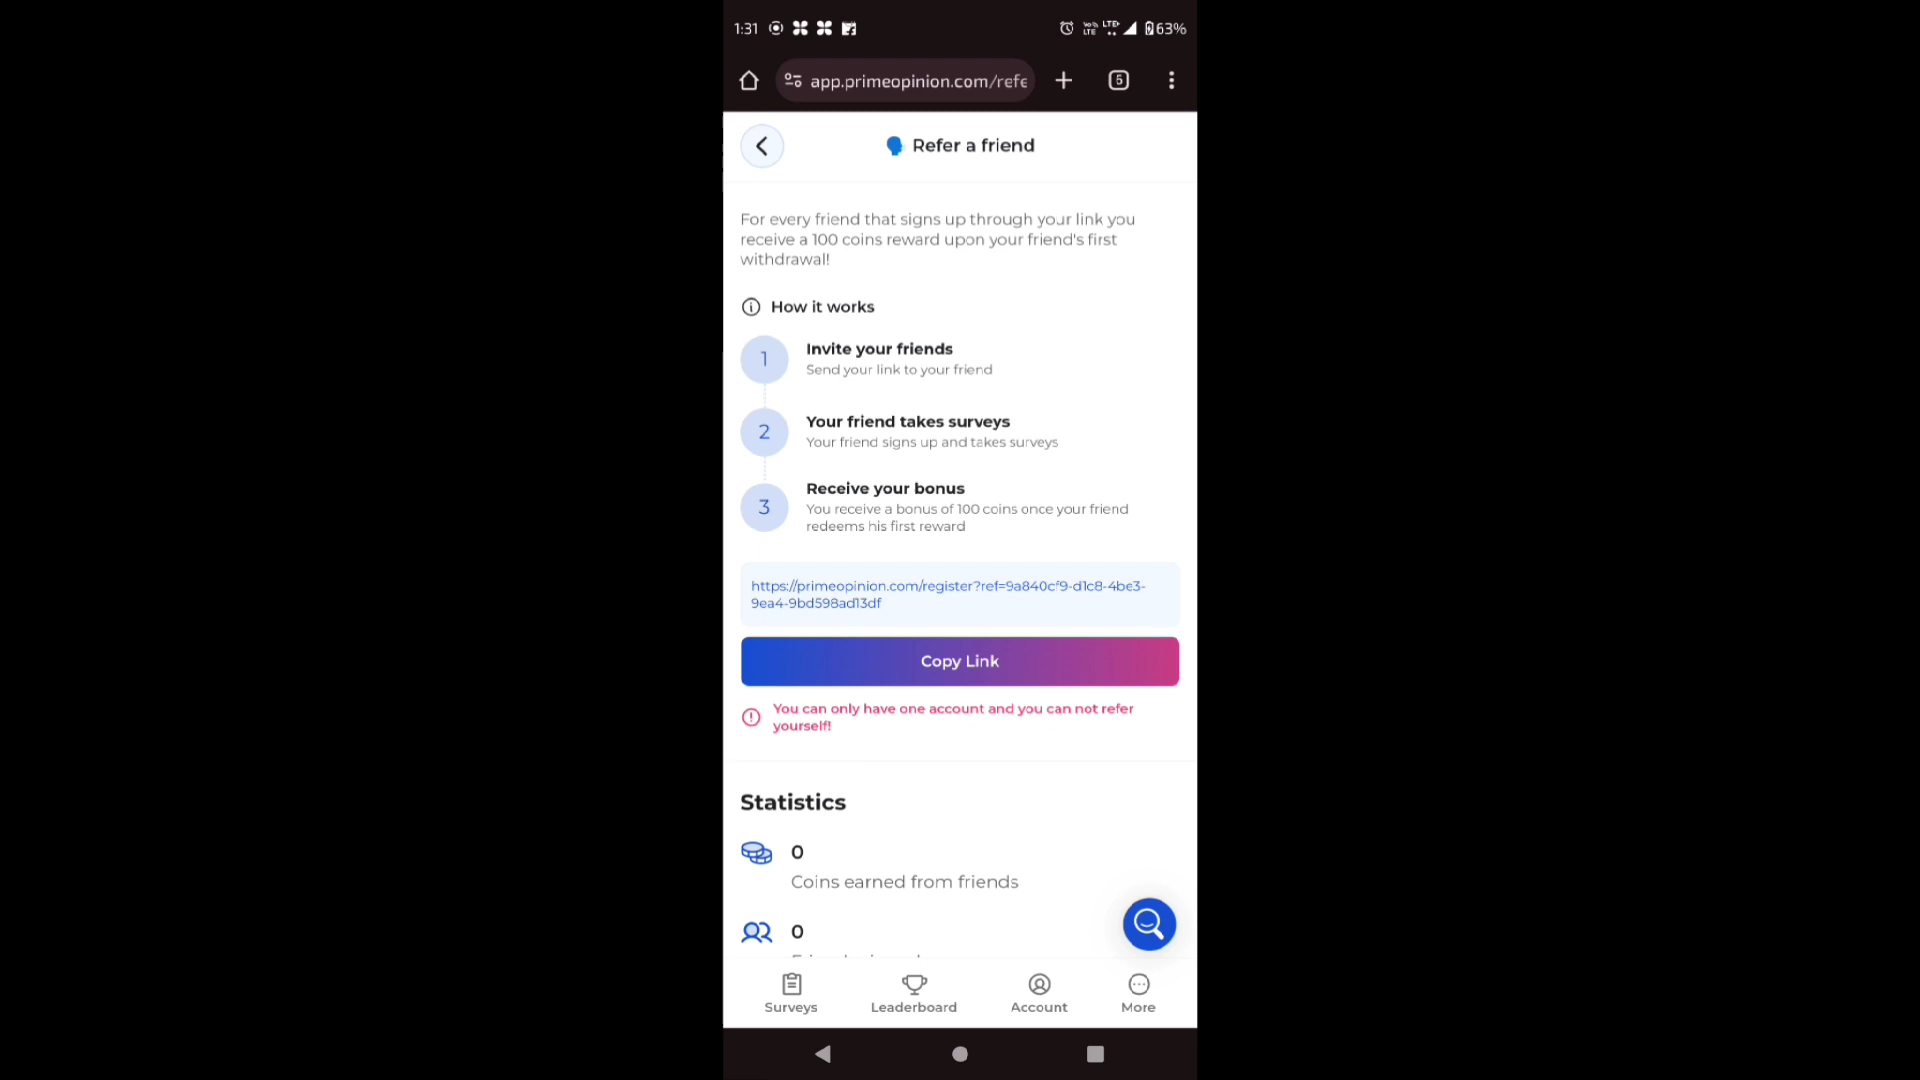 1:31
Vo))
LTE
LTE+
63%
app.primeopinion.com/refe
5
Refer a friend
For every friend that signs up through your link you
receive a 100 coins reward upon your friend's first
withdrawal!
How it works
1
Invite your friends
Send your link to your friend
2
Your friend takes surveys
Your friend signs up and takes surveys
3
Receive your bonus
You receive a bonus of 100 coins once your friend
redeems his first reward
https://primeopinion.com/register?ref=9a840cf9-d1c8-4be3-
9ea4-9bd598ad13df
Copy Link
You can only have one account and you can not refer
yourself!
Statistics
0
Coins earned from friends
0
Surveys
Leaderboard
Account
More